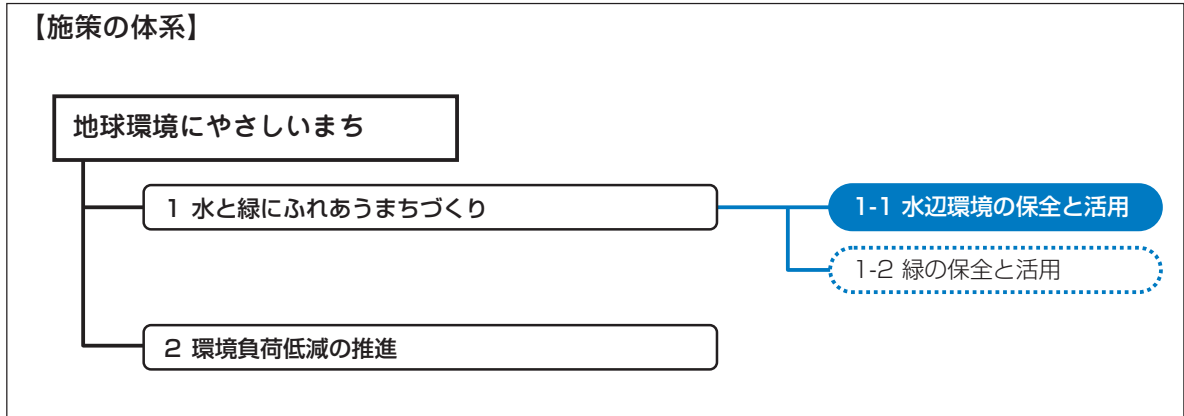 【施策の体系】
地球環境にやさしいまち
1 水と緑にふれあうまちづくり
1-1 水辺環境の保全と活用
1-2 緑の保全と活用
2 環境負荷低減の推進